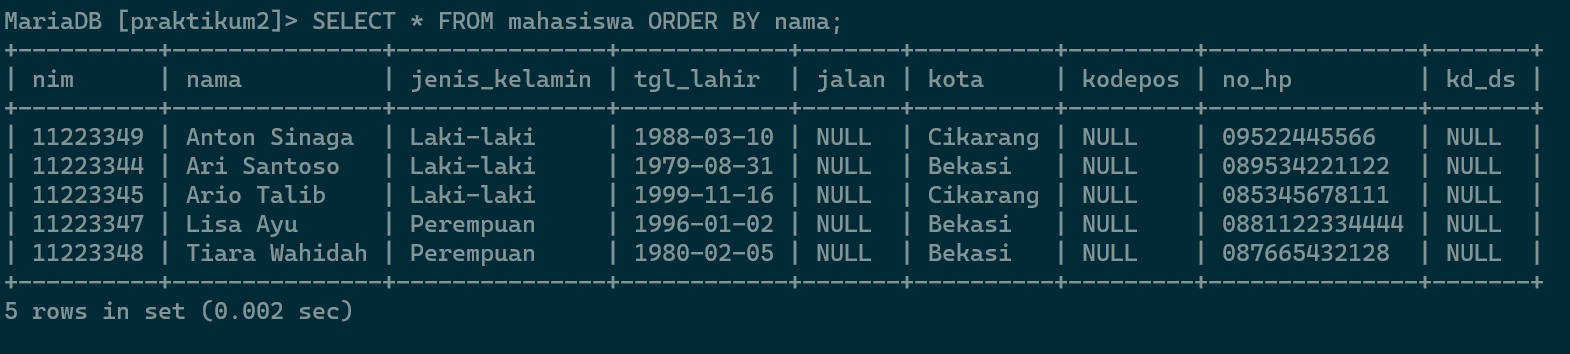 MariaDB [praktikum2]> SELECT * FROM mahasiswa ORDER BY nama;
+----------+---------------+---------------+------------+-------+----------+---------+---------------+-------+
| nim      | nama          | jenis_kelamin | tgl_lahir  | jalan | kota     | kodepos | no_hp         | kd_ds |
+----------+---------------+---------------+------------+-------+----------+---------+---------------+-------+
| 11223349 | Anton Sinaga  | Laki-laki     | 1988-03-10 | NULL  | Cikarang | NULL    | 09522445566   | NULL  |
| 11223344 | Ari Santoso   | Laki-laki     | 1979-08-31 | NULL  | Bekasi   | NULL    | 089534221122  | NULL  |
| 11223345 | Ario Talib    | Laki-laki     | 1999-11-16 | NULL  | Cikarang | NULL    | 085345678111  | NULL  |
| 11223347 | Lisa Ayu      | Perempuan     | 1996-01-02 | NULL  | Bekasi   | NULL    | 0881122334444 | NULL  |
| 11223348 | Tiara Wahidah | Perempuan     | 1980-02-05 | NULL  | Bekasi   | NULL    | 087665432128  | NULL  |
+----------+---------------+---------------+------------+-------+----------+---------+---------------+-------+
5 rows in set (0.002 sec)